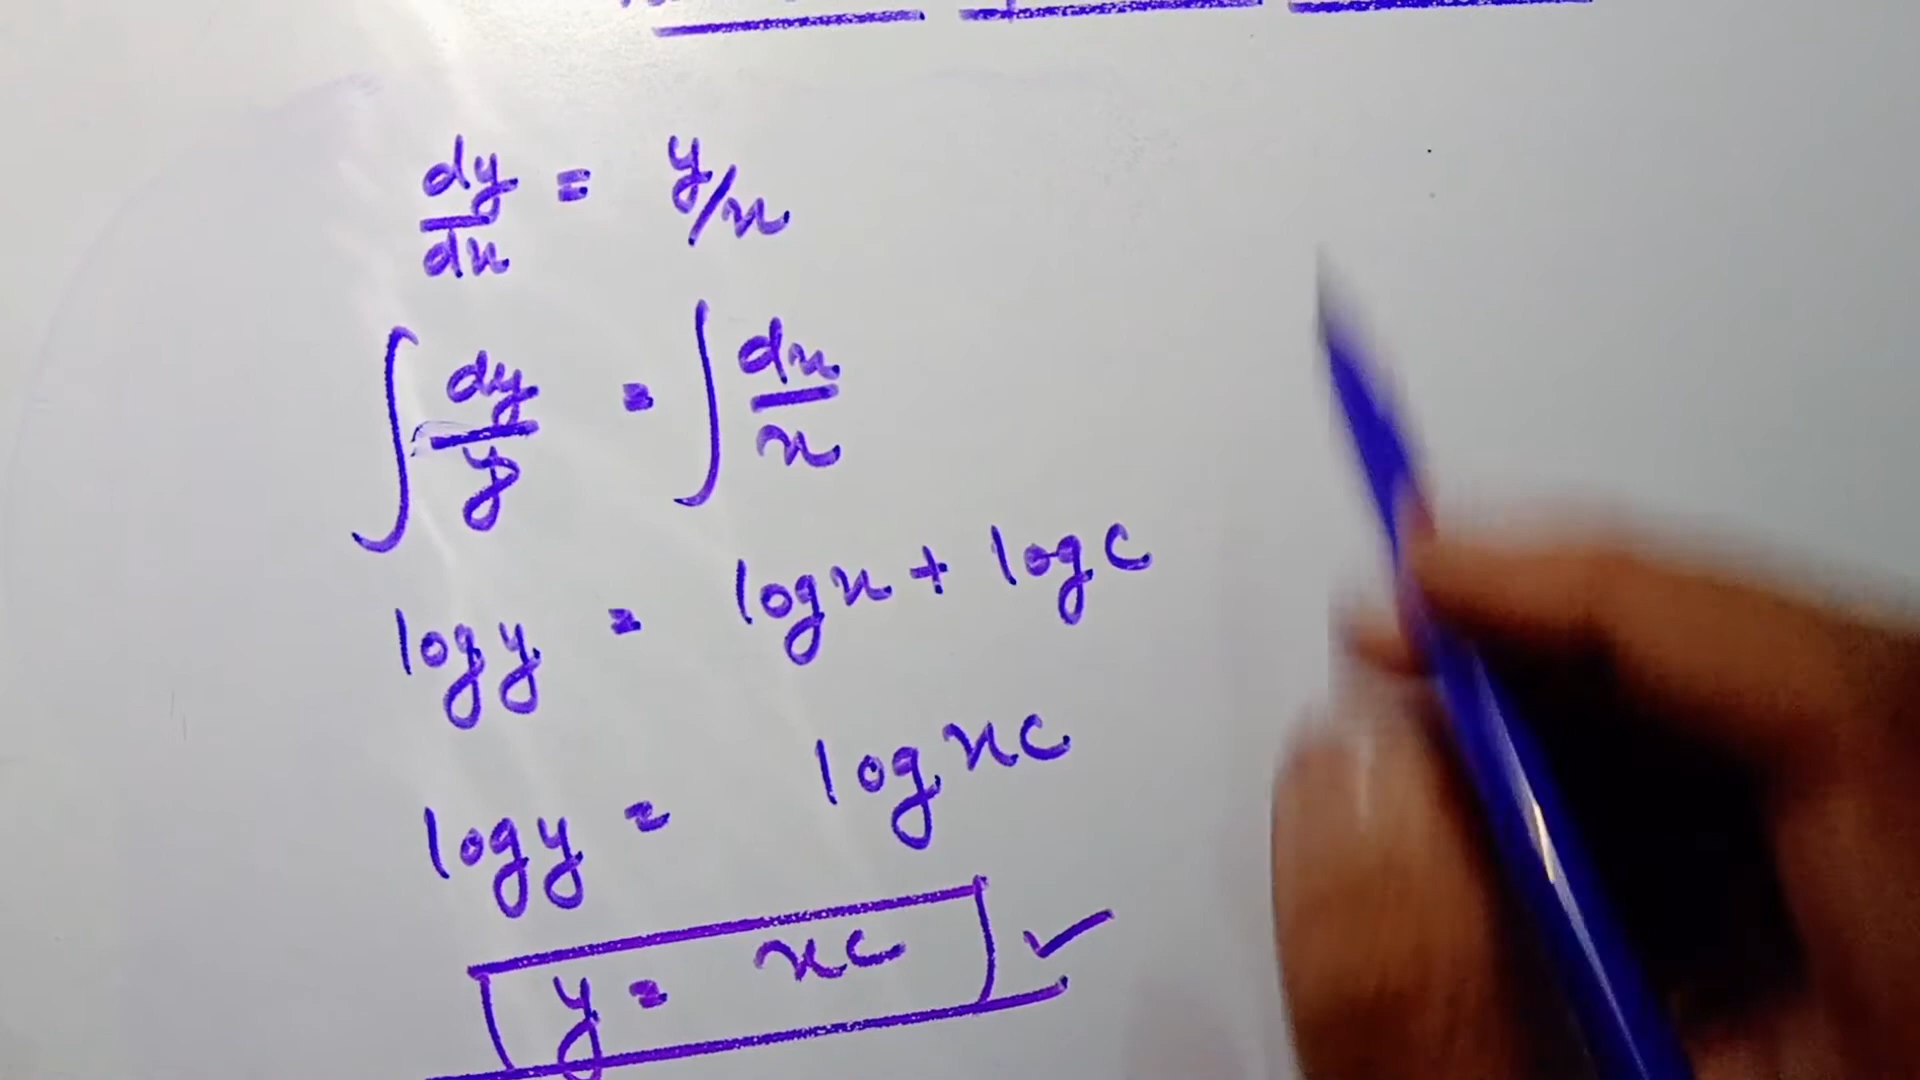 dy/dx = y/x
∫ dy/y = ∫ dx/x
log y = log x + log c
log y = log xc
y = xc ✓